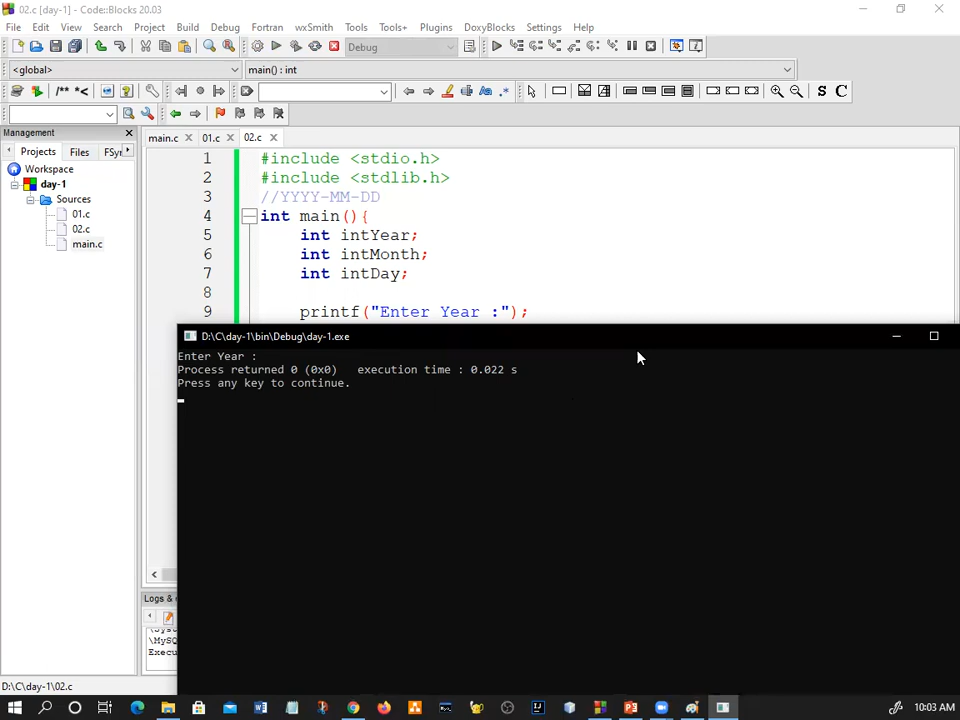 02.c [day-1] - Code::Blocks 20.03
File Edit View Search Project Build Debug Fortran wxSmith Tools Tools+ Plugins DoxyBlocks Settings Help
Debug
<global> main() : int
/** *<
S C
Management
Projects Files FSy
main.c 01.c 02.c
Workspace
day-1
Sources
01.c
02.c
main.c
1 #include <stdio.h>
2 #include <stdlib.h>
3 //YYYY-MM-DD
4 int main(){
5 int intYear;
6 int intMonth;
7 int intDay;
8
9 printf("Enter Year :");
D:\C\day-1\bin\Debug\day-1.exe
Enter Year :
Process returned 0 (0x0) execution time : 0.022 s
Press any key to continue.
Logs &
\MySQ
Execu
D:\C\day-1\02.c
10:03 AM